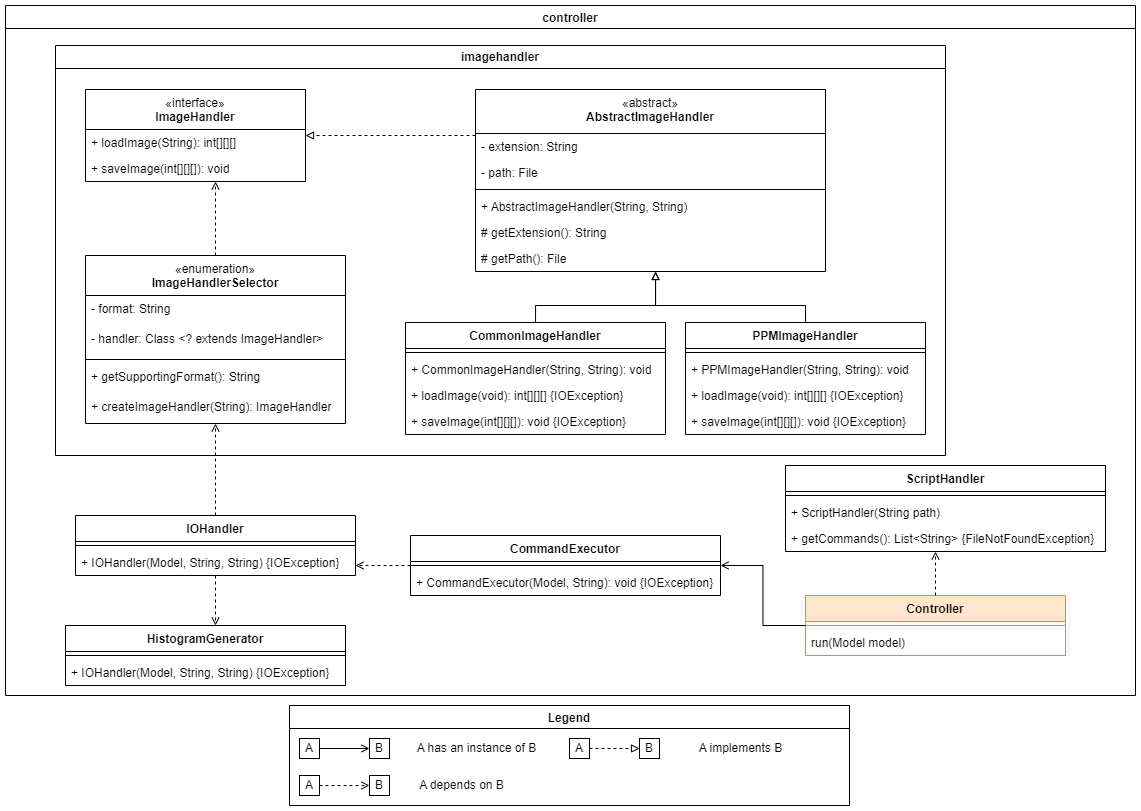 controller
imagehandler
«interface»
ImageHandler
+ loadImage(String): int[][][]
+ saveImage(int[][][]): void
«abstract»
AbstractImageHandler
- extension: String
- path: File
+ AbstractImageHandler(String, String)
# getExtension(): String
# getPath(): File
«enumeration»
ImageHandlerSelector
- format: String
- handler: Class <? extends ImageHandler>
+ getSupportingFormat(): String
+ createImageHandler(String): ImageHandler
CommonImageHandler
+ CommonImageHandler(String, String): void
+ loadImage(void): int[][][] {IOException}
+ saveImage(int[][][]): void {IOException}
PPMImageHandler
+ PPMImageHandler(String, String): void
+ loadImage(void): int[][][] {IOException}
+ saveImage(int[][][]): void {IOException}
ScriptHandler
+ ScriptHandler(String path)
+ getCommands(): List<String> {FileNotFoundException}
IOHandler
+ IOHandler(Model, String, String) {IOException}
CommandExecutor
+ CommandExecutor(Model, String): void {IOException}
Controller
run(Model model)
HistogramGenerator
+ IOHandler(Model, String, String) {IOException}
Legend
A B A has an instance of B A B A implements B
A B A depends on B